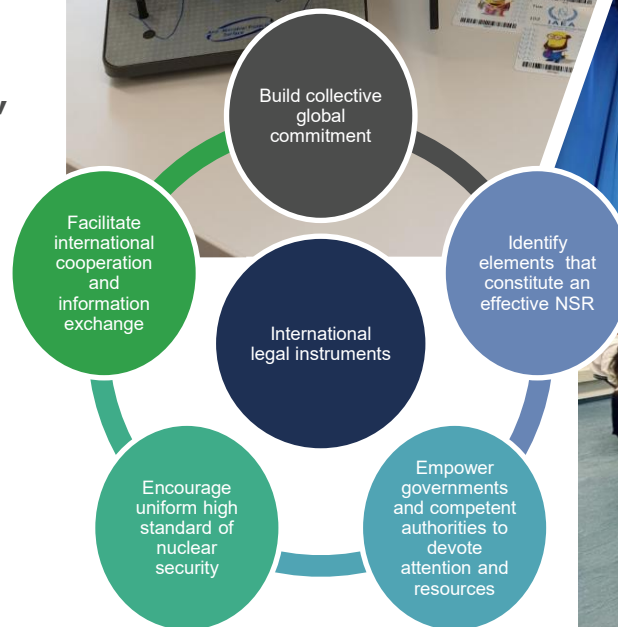 IAEA
Build collective
global
commitment
Facilitate
international
cooperation
and
information
exchange
Identify
elements that
constitute an
effective NSR
International
legal instruments
Encourage
uniform high
standard of
nuclear
security
Empower
governments
and competent
authorities to
devote
attention and
resources